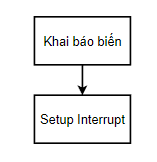 Khai báo biến
Setup Interrupt